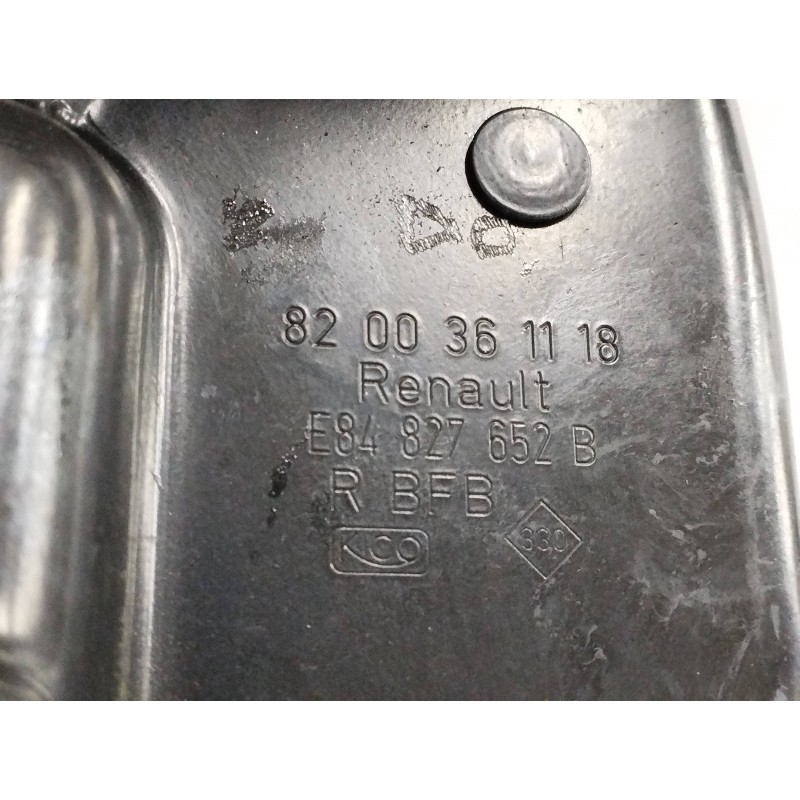 82 00 36 11 18
Renault
E84 827 652 B
R BFB
KCO 330